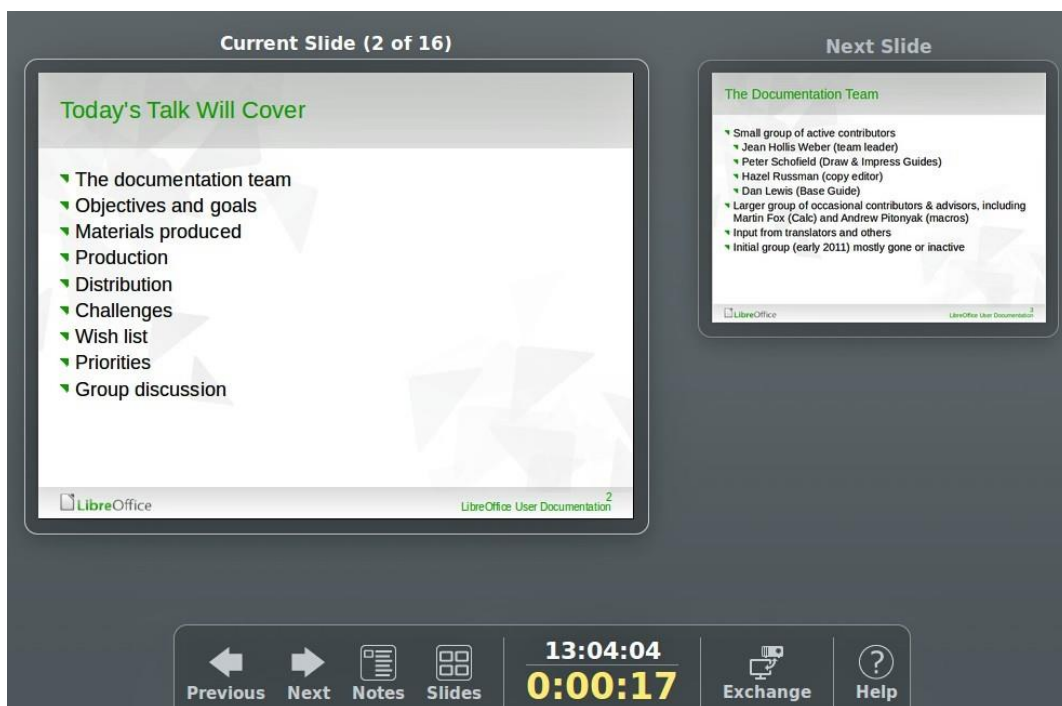 Current Slide (2 of 16)
Today's Talk Will Cover
The documentation team
Objectives and goals
Materials produced
Production
Distribution
Challenges
Wish list
Priorities
Group discussion
LibreOffice
2
LibreOffice User Documentation
Next Slide
The Documentation Team
Small group of active contributors
Jean Hollis Weber (team leader)
Peter Schofield (Draw & Impress Guides)
Hazel Russman (copy editor)
Dan Lewis (Base Guide)
Larger group of occasional contributors & advisors, including
Martin Fox (Calc) and Andrew Pitonyak (macros)
Input from translators and others
Initial group (early 2011) mostly gone or inactive
LibreOffice
3
LibreOffice User Documentation
Previous
Next
Notes
Slides
13:04:04
0:00:17
Exchange
Help